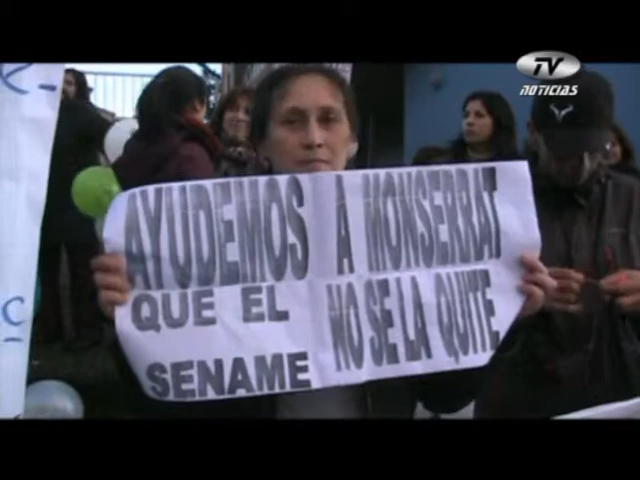 TV
NOTICIAS
AYUDEMOS A MONSERRAT
QUE EL NO SE LA QUITE
SENAME